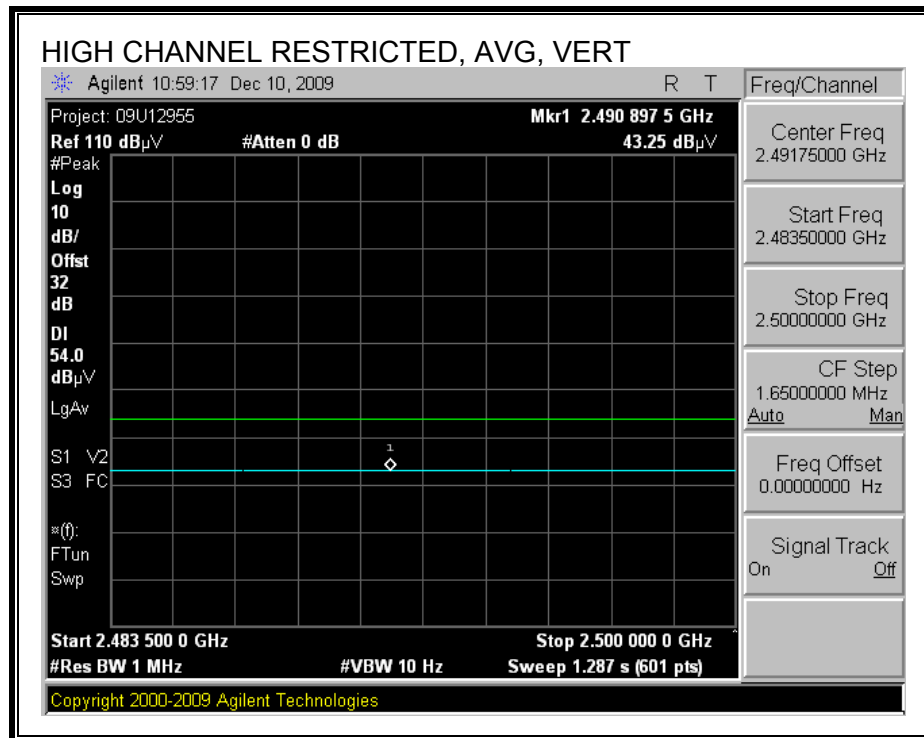 HIGH CHANNEL RESTRICTED, AVG, VERT
Agilent 10:59:17 Dec 10, 2009 R T
Freq/Channel
Project: 09U12955 Mkr1 2.490 897 5 GHz
Ref 110 dBµV #Atten 0 dB 43.25 dBµV
#Peak
Log
10
dB/
Offst
32
dB
DI
54.0
dBµV
LgAv
S1 V2
S3 FC
¤(f):
FTun
Swp
1
Start 2.483 500 0 GHz Stop 2.500 000 0 GHz
#Res BW 1 MHz #VBW 10 Hz Sweep 1.287 s (601 pts)
Center Freq
2.49175000 GHz
Start Freq
2.48350000 GHz
Stop Freq
2.50000000 GHz
CF Step
1.65000000 MHz
Auto Man
Freq Offset
0.00000000 Hz
Signal Track
On Off
Copyright 2000-2009 Agilent Technologies